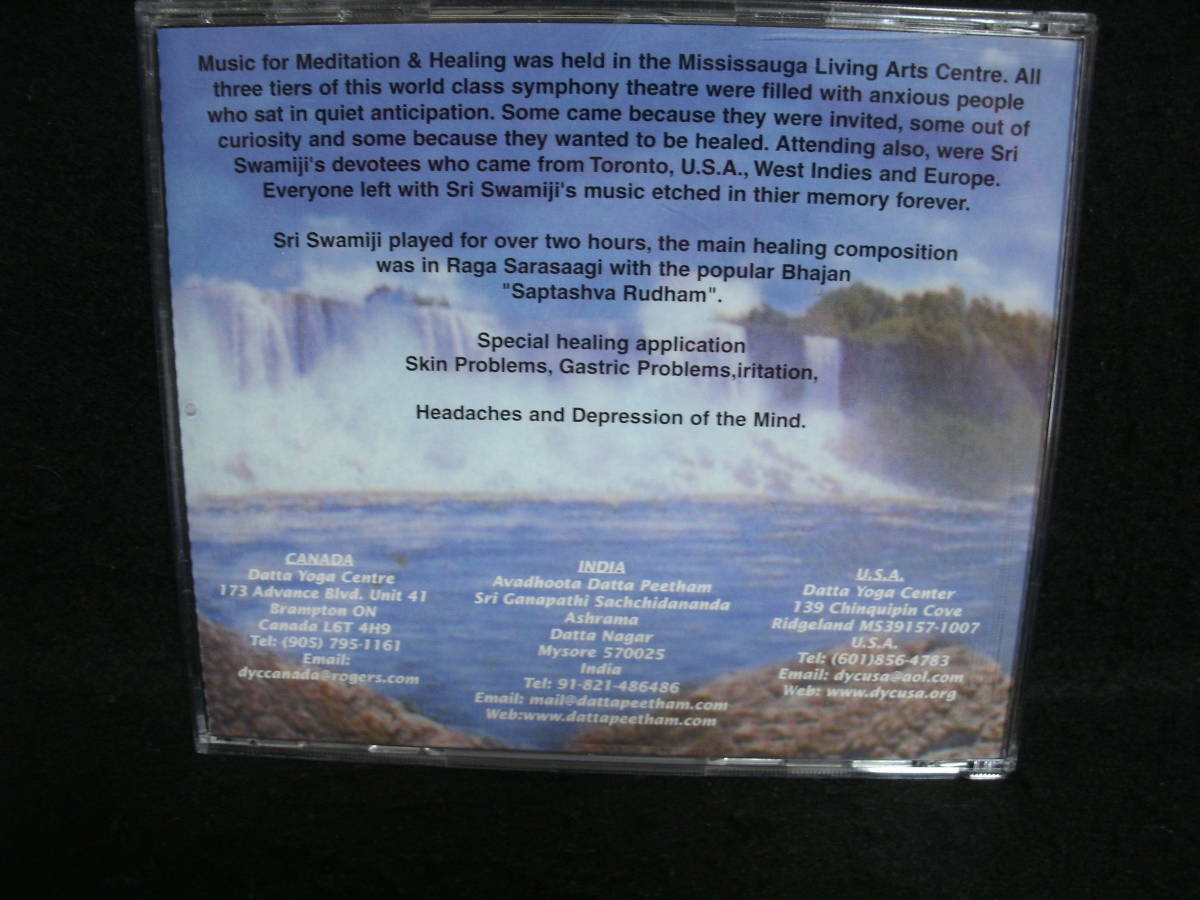 Music for Meditation & Healing was held in the Mississauga Living Arts Centre. All
three tiers of this world class symphony theatre were filled with anxious people
who sat in quiet anticipation. Some came because they were invited, some out of
curiosity and some because they wanted to be healed. Attending also, were Sri
Swamiji's devotees who came from Toronto, U.S.A., West Indies and Europe.
Everyone left with Sri Swamiji's music etched in thier memory forever.
Sri Swamiji played for over two hours, the main healing composition
was in Raga Sarasaagi with the popular Bhajan
"Saptashva Rudham".
Special healing application
Skin Problems, Gastric Problems,iritation,
Headaches and Depression of the Mind.
CANADA
Datta Yoga Centre
173 Advance Blvd. Unit 41
Brampton ON
Canada L6T 4H9
Tel: (905) 795-1161
Email:
dyccanada@rogers.com
INDIA
Avadhoota Datta Peetham
Sri Ganapathi Sachchidananda
Ashrama
Datta Nagar
Mysore 570025
India
Tel: 91-821-486486
Email: mail@dattapeetham.com
Web:www.dattapeetham.com
U.S.A.
Datta Yoga Center
139 Chinquipin Cove
Ridgeland MS39157-1007
U.S.A.
Tel: (601)856-4783
Email: dycusa@aol.com
Web: www.dycusa.org